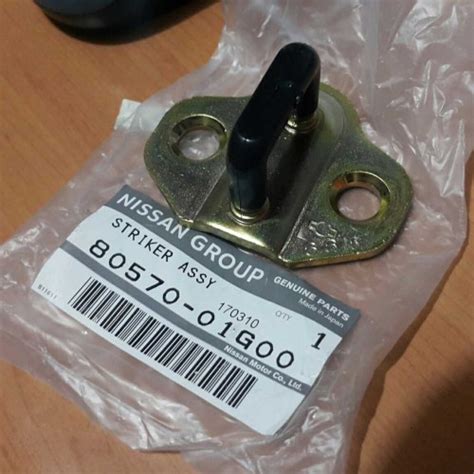 NISSAN GROUP
GENUINE PARTS
Made in Japan
STRIKER ASSY
170310
QTY
80570-01G00
1
Nissan Motor Co., Ltd.